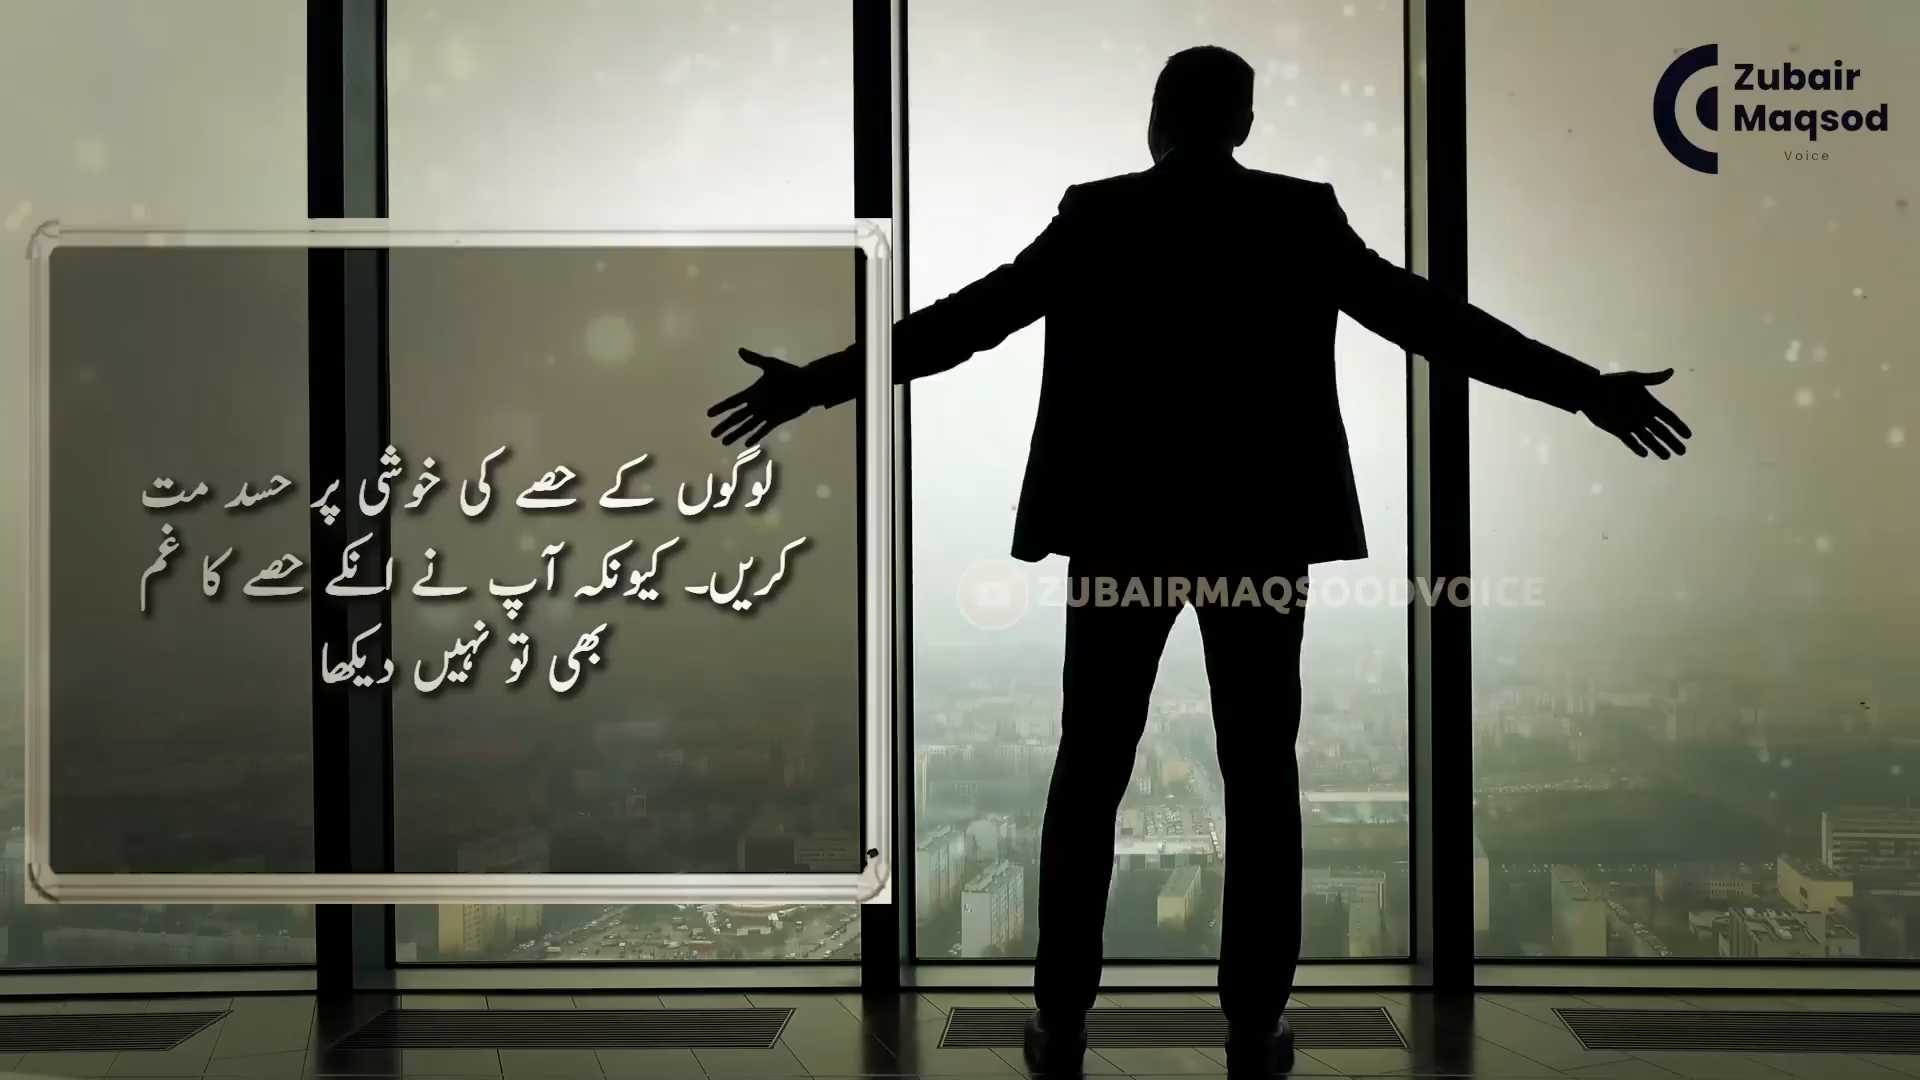 Zubair
Maqsod
Voice
لوگوں کے حصے کی خوشی پر حسد مت
کریں۔ کیونکہ آپ نے انکے حصے کا غم
بھی تو نہیں دیکھا
ZUBAIRMAQSOODVOICE